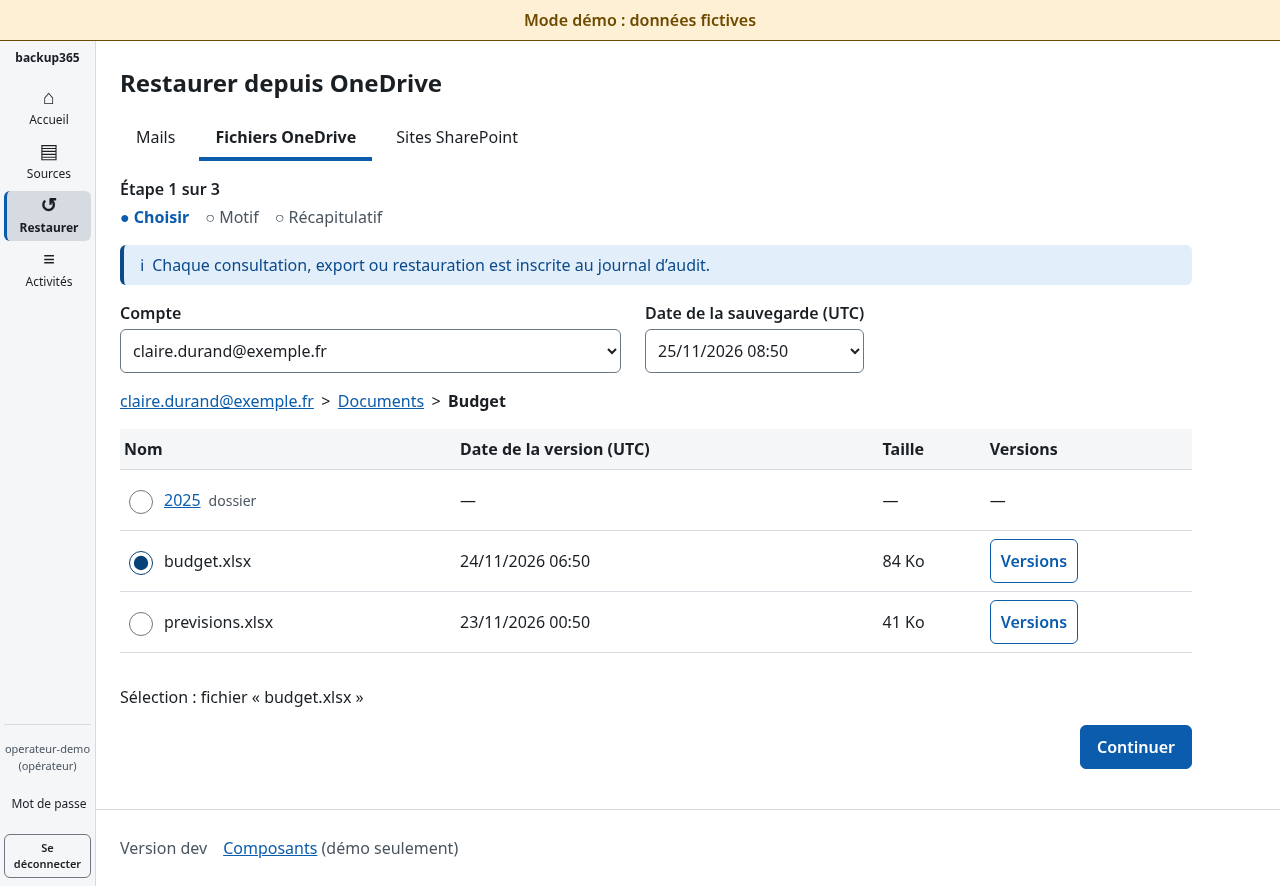 Mode démo : données fictives
backup365
Accueil
Sources
Restaurer
Activités
operateur-demo
(opérateur)
Mot de passe
Se
déconnecter
Restaurer depuis OneDrive
Mails Fichiers OneDrive Sites SharePoint
Étape 1 sur 3
● Choisir ○ Motif ○ Récapitulatif
i Chaque consultation, export ou restauration est inscrite au journal d’audit.
Compte Date de la sauvegarde (UTC)
claire.durand@exemple.fr 25/11/2026 08:50
claire.durand@exemple.fr > Documents > Budget
Nom Date de la version (UTC) Taille Versions
2025 dossier — — —
budget.xlsx 24/11/2026 06:50 84 Ko Versions
previsions.xlsx 23/11/2026 00:50 41 Ko Versions
Sélection : fichier « budget.xlsx »
Continuer
Version dev Composants (démo seulement)